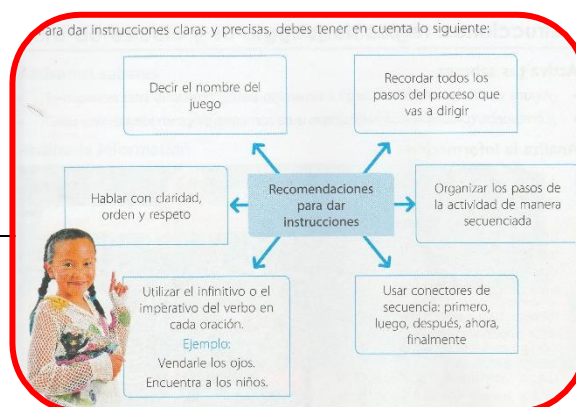 ara dar instrucciones claras y precisas, debes tener en cuenta lo siguiente:
Decir el nombre del
juego
Recordar todos los
pasos del proceso que
vas a dirigir
Hablar con claridad,
orden y respeto
Recomendaciones
para dar
instrucciones
Organizar los pasos de
la actividad de manera
secuenciada
Utilizar el infinitivo o el
imperativo del verbo en
cada oración.
Ejemplo:
Vendarle los ojos.
Encuentra a los niños.
Usar conectores de
secuencia: primero,
luego, después, ahora,
finalmente